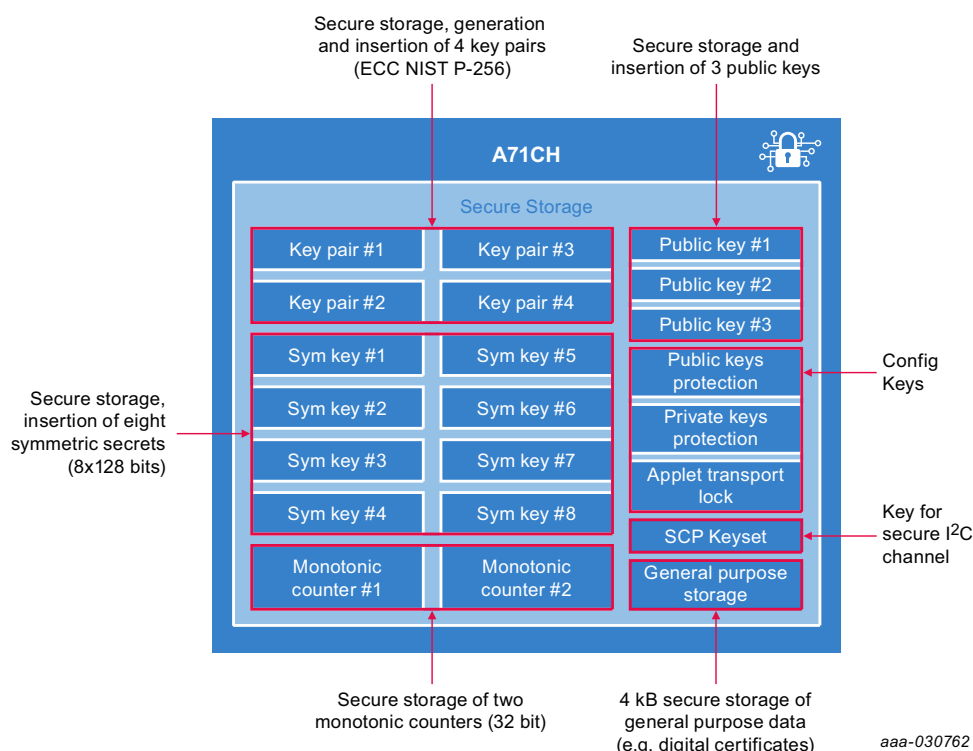 Secure storage, generation
and insertion of 4 key pairs
(ECC NIST P-256)
Secure storage and
insertion of 3 public keys
A71CH
Secure Storage
Key pair #1
Key pair #3
Key pair #2
Key pair #4
Public key #1
Public key #2
Public key #3
Sym key #1
Sym key #5
Sym key #2
Sym key #6
Sym key #3
Sym key #7
Sym key #4
Sym key #8
Public keys
protection
Private keys
protection
Applet transport
lock
Config
Keys
Secure storage,
insertion of eight
symmetric secrets
(8x128 bits)
SCP Keyset
Key for
secure I²C
channel
Monotonic
counter #1
Monotonic
counter #2
General purpose
storage
Secure storage of two
monotonic counters (32 bit)
4 kB secure storage of
general purpose data
(e.g. digital certificates)
aaa-030762